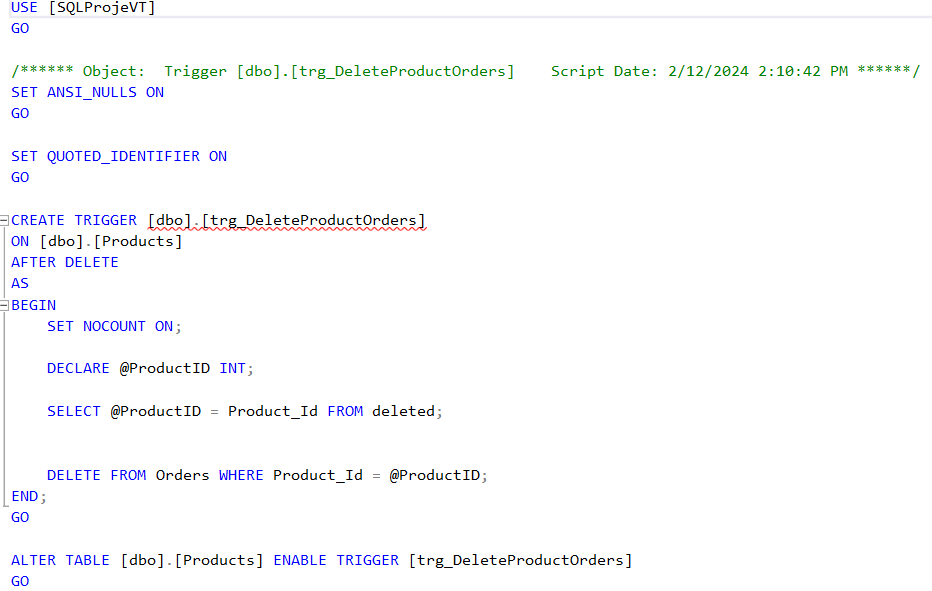 USE [SQLProjeVT]
GO
/****** Object:  Trigger [dbo].[trg_DeleteProductOrders]    Script Date: 2/12/2024 2:10:42 PM ******/
SET ANSI_NULLS ON
GO
SET QUOTED_IDENTIFIER ON
GO
CREATE TRIGGER [dbo].[trg_DeleteProductOrders]
ON [dbo].[Products]
AFTER DELETE
AS
BEGIN
    SET NOCOUNT ON;
    DECLARE @ProductID INT;
    SELECT @ProductID = Product_Id FROM deleted;
    DELETE FROM Orders WHERE Product_Id = @ProductID;
END;
GO
ALTER TABLE [dbo].[Products] ENABLE TRIGGER [trg_DeleteProductOrders]
GO